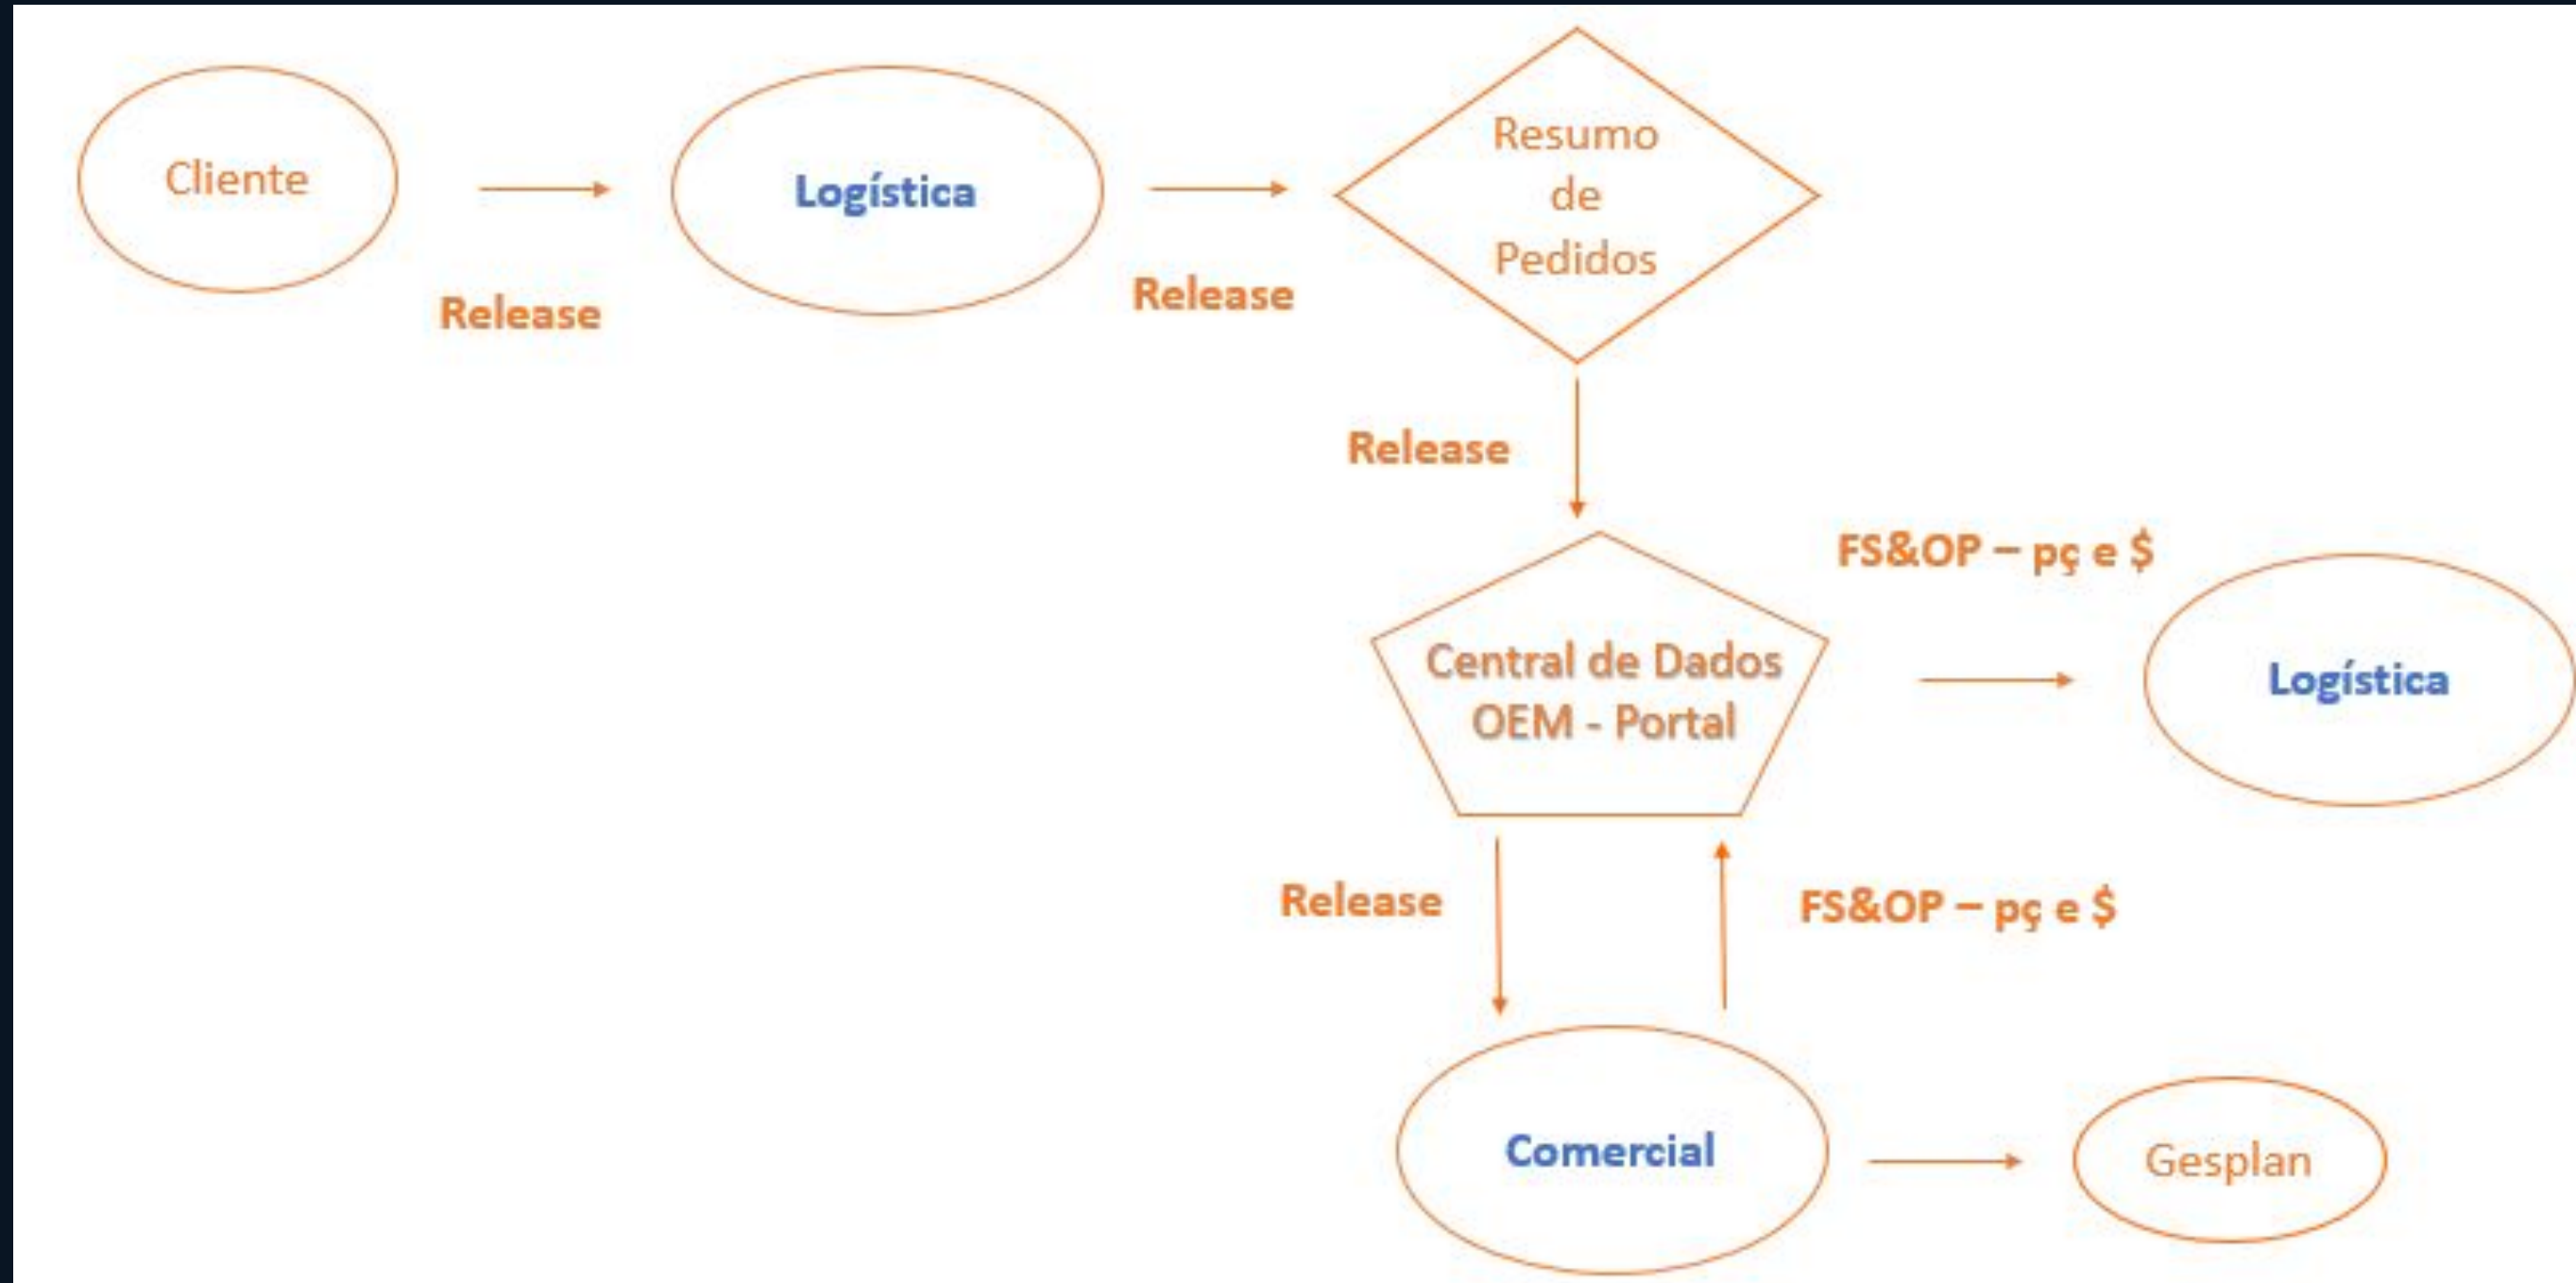 Cliente
Logística
Resumo
de
Pedidos
Release
Release
Release
FS&OP – pç e $
Central de Dados
OEM - Portal
Logística
Release
FS&OP – pç e $
Comercial
Gesplan